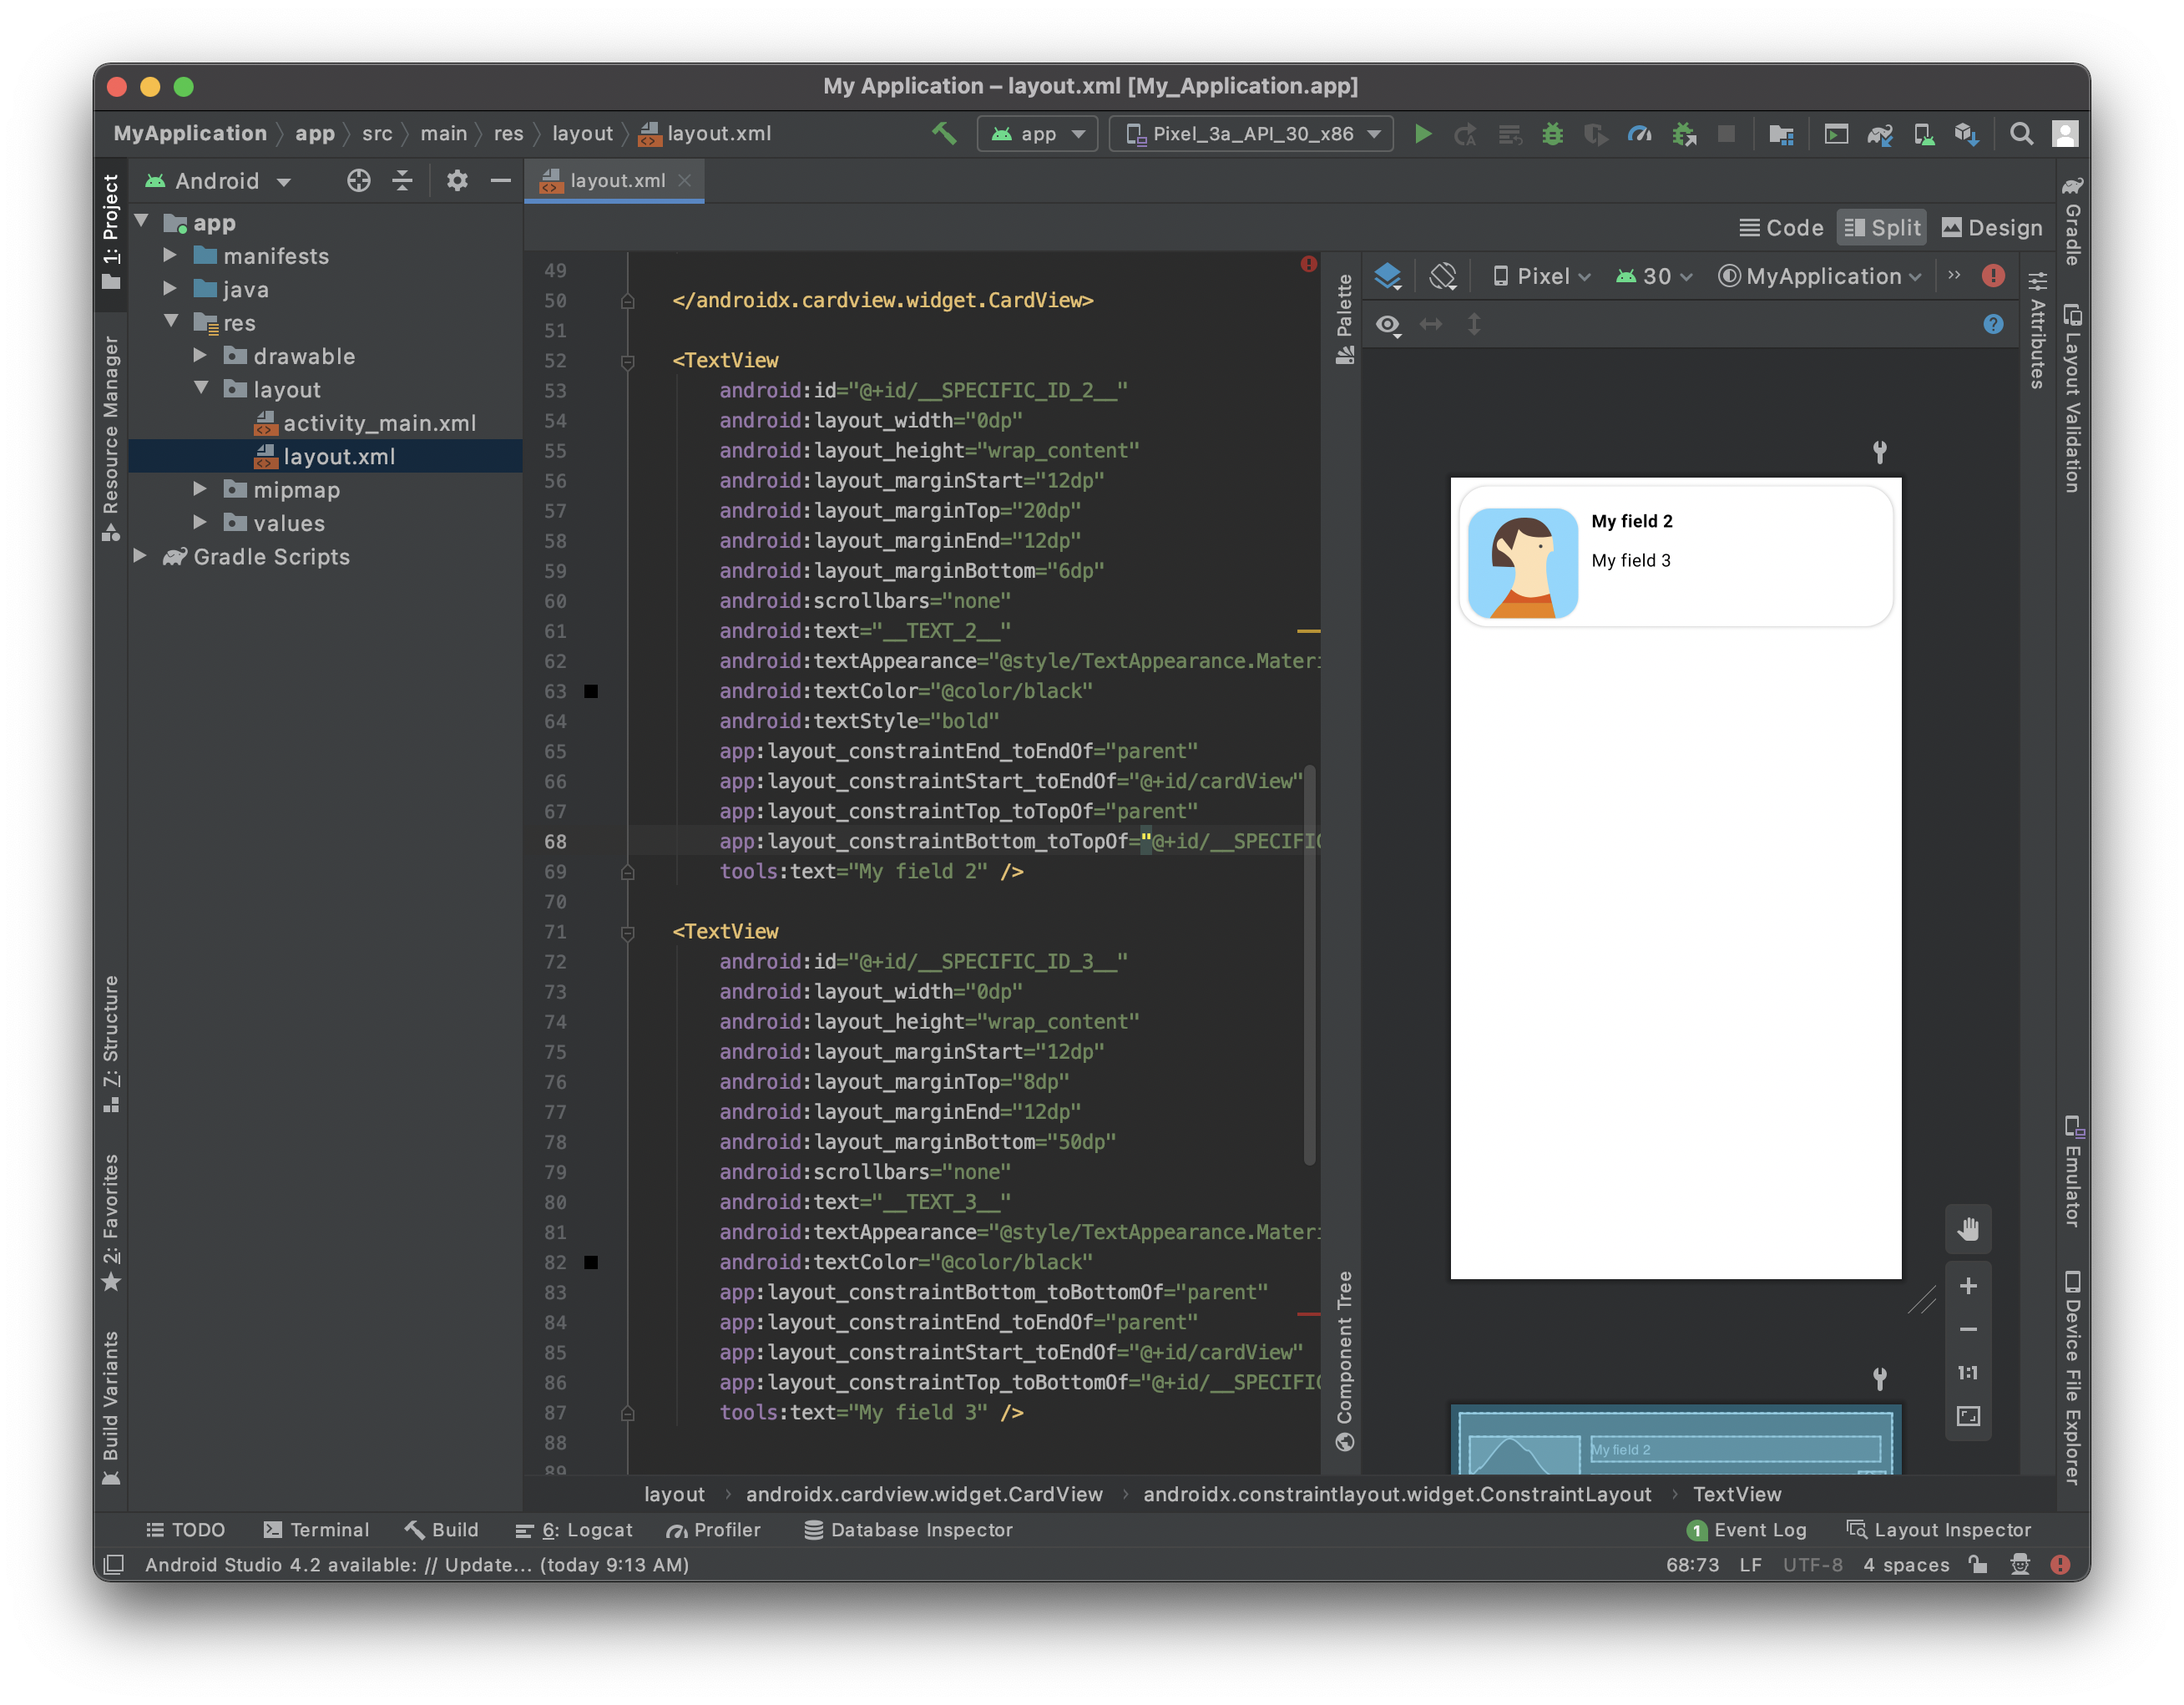 My Application – layout.xml [My_Application.app]
MyApplication app src main res layout layout.xml
app Pixel_3a_API_30_x86
Android
layout.xml
1: Project
Resource Manager
7: Structure
2: Favorites
Build Variants
app
manifests
java
res
drawable
layout
activity_main.xml
layout.xml
mipmap
values
Gradle Scripts
Code Split Design
49
50 </androidx.cardview.widget.CardView>
51
52 <TextView
53 android:id="@+id/__SPECIFIC_ID_2__"
54 android:layout_width="0dp"
55 android:layout_height="wrap_content"
56 android:layout_marginStart="12dp"
57 android:layout_marginTop="20dp"
58 android:layout_marginEnd="12dp"
59 android:layout_marginBottom="6dp"
60 android:scrollbars="none"
61 android:text="__TEXT_2__"
62 android:textAppearance="@style/TextAppearance.Materi
63 android:textColor="@color/black"
64 android:textStyle="bold"
65 app:layout_constraintEnd_toEndOf="parent"
66 app:layout_constraintStart_toEndOf="@+id/cardView"
67 app:layout_constraintTop_toTopOf="parent"
68 app:layout_constraintBottom_toTopOf="@+id/__SPECIFIC
69 tools:text="My field 2" />
70
71 <TextView
72 android:id="@+id/__SPECIFIC_ID_3__"
73 android:layout_width="0dp"
74 android:layout_height="wrap_content"
75 android:layout_marginStart="12dp"
76 android:layout_marginTop="8dp"
77 android:layout_marginEnd="12dp"
78 android:layout_marginBottom="50dp"
79 android:scrollbars="none"
80 android:text="__TEXT_3__"
81 android:textAppearance="@style/TextAppearance.Materi
82 android:textColor="@color/black"
83 app:layout_constraintBottom_toBottomOf="parent"
84 app:layout_constraintEnd_toEndOf="parent"
85 app:layout_constraintStart_toEndOf="@+id/cardView"
86 app:layout_constraintTop_toBottomOf="@+id/__SPECIFIC
87 tools:text="My field 3" />
88
89
Palette
Component Tree
Pixel 30 MyApplication »
My field 2
My field 3
1:1
My field 2
Attributes
Gradle
Layout Validation
Emulator
Device File Explorer
layout androidx.cardview.widget.CardView androidx.constraintlayout.widget.ConstraintLayout TextView
TODO Terminal Build 6: Logcat Profiler Database Inspector 1 Event Log Layout Inspector
Android Studio 4.2 available: // Update... (today 9:13 AM) 68:73 LF UTF-8 4 spaces